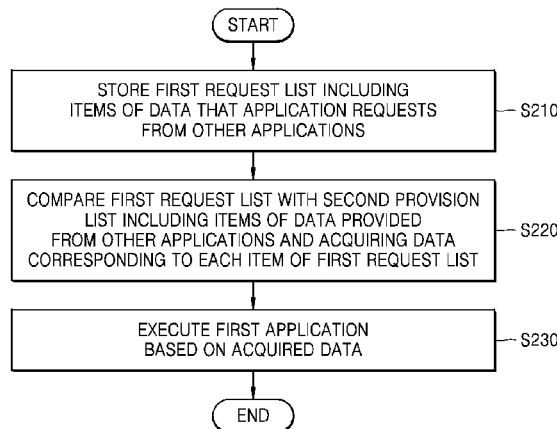 START
STORE FIRST REQUEST LIST INCLUDING
ITEMS OF DATA THAT APPLICATION REQUESTS
FROM OTHER APPLICATIONS
S210
COMPARE FIRST REQUEST LIST WITH SECOND PROVISION
LIST INCLUDING ITEMS OF DATA PROVIDED
FROM OTHER APPLICATIONS AND ACQUIRING DATA
CORRESPONDING TO EACH ITEM OF FIRST REQUEST LIST
S220
EXECUTE FIRST APPLICATION
BASED ON ACQUIRED DATA
S230
END